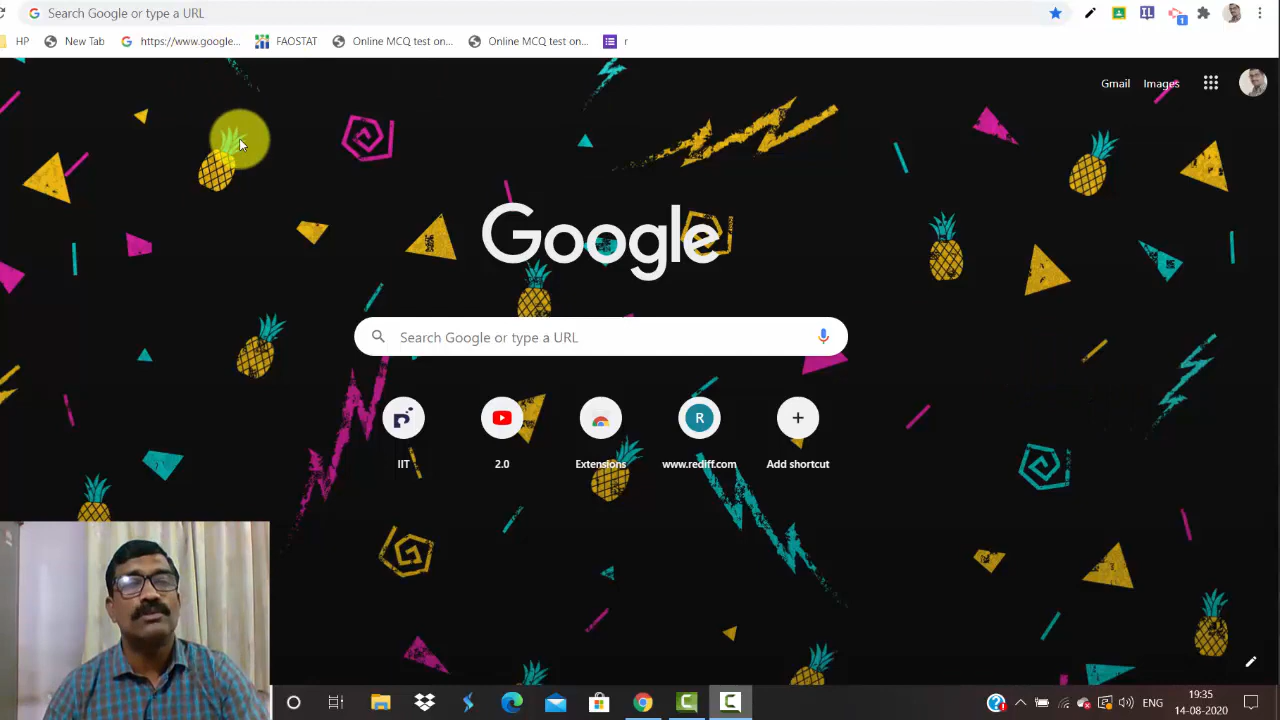 Search Google or type a URL
HP
New Tab
https://www.google...
FAOSTAT
Online MCQ test on...
Online MCQ test on...
r
Gmail
Images
Google
Search Google or type a URL
IIT
2.0
Extensions
R
www.rediff.com
Add shortcut
ENG
19:35
14-08-2020